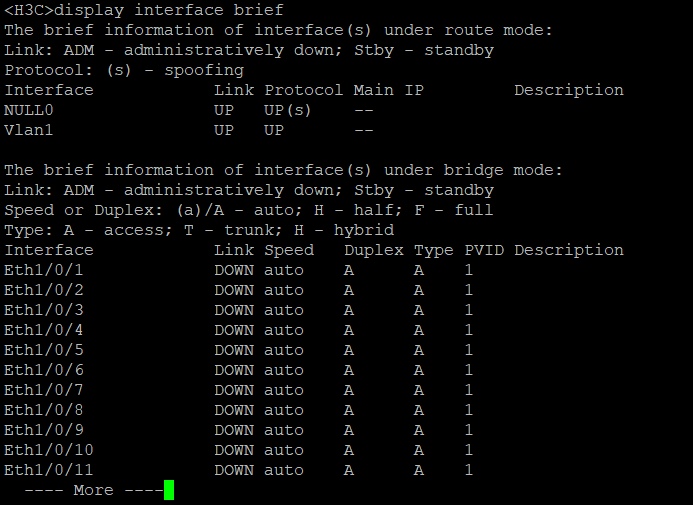 <H3C>display interface brief
The brief information of interface(s) under route mode:
Link: ADM - administratively down; Stby - standby
Protocol: (s) - spoofing
Interface            Link Protocol Main IP         Description
NULL0                UP   UP(s)    --
Vlan1                UP   UP       --

The brief information of interface(s) under bridge mode:
Link: ADM - administratively down; Stby - standby
Speed or Duplex: (a)/A - auto; H - half; F - full
Type: A - access; T - trunk; H - hybrid
Interface            Link Speed   Duplex Type PVID Description
Eth1/0/1             DOWN auto    A      A    1
Eth1/0/2             DOWN auto    A      A    1
Eth1/0/3             DOWN auto    A      A    1
Eth1/0/4             DOWN auto    A      A    1
Eth1/0/5             DOWN auto    A      A    1
Eth1/0/6             DOWN auto    A      A    1
Eth1/0/7             DOWN auto    A      A    1
Eth1/0/8             DOWN auto    A      A    1
Eth1/0/9             DOWN auto    A      A    1
Eth1/0/10            DOWN auto    A      A    1
Eth1/0/11            DOWN auto    A      A    1
  ---- More ----